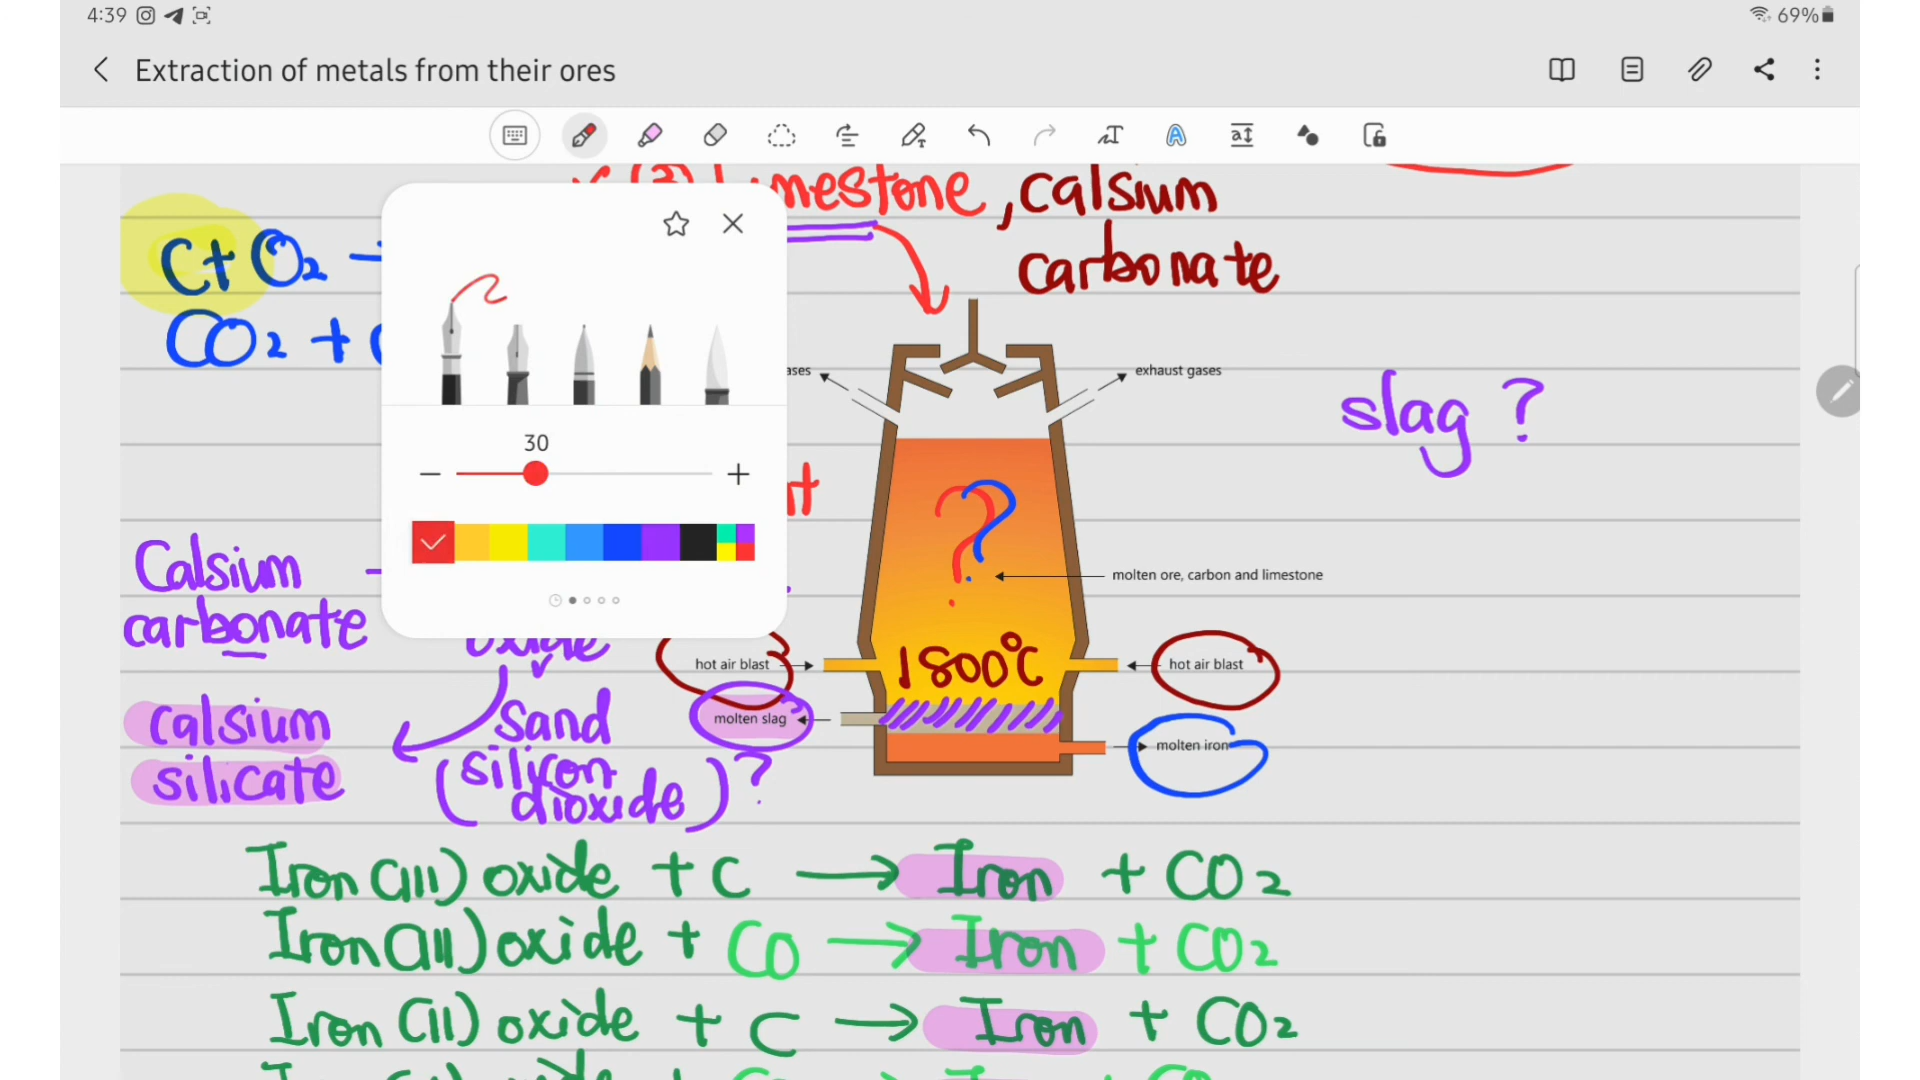 4:39
69%
Extraction of metals from their ores
(3) Limestone, calsium
carbonate
C + O2
CO2 +
ases
exhaust gases
slag ?
30
?
?
molten ore, carbon and limestone
Calsium
carbonate
oxide
1800°C
hot air blast
hot air blast
molten slag
molten iron
calsium
silicate
sand
(silicon
dioxide) ?
Iron (III) oxide + C → Iron + CO2
Iron (III) oxide + CO → Iron + CO2
Iron (II) oxide + C → Iron + CO2